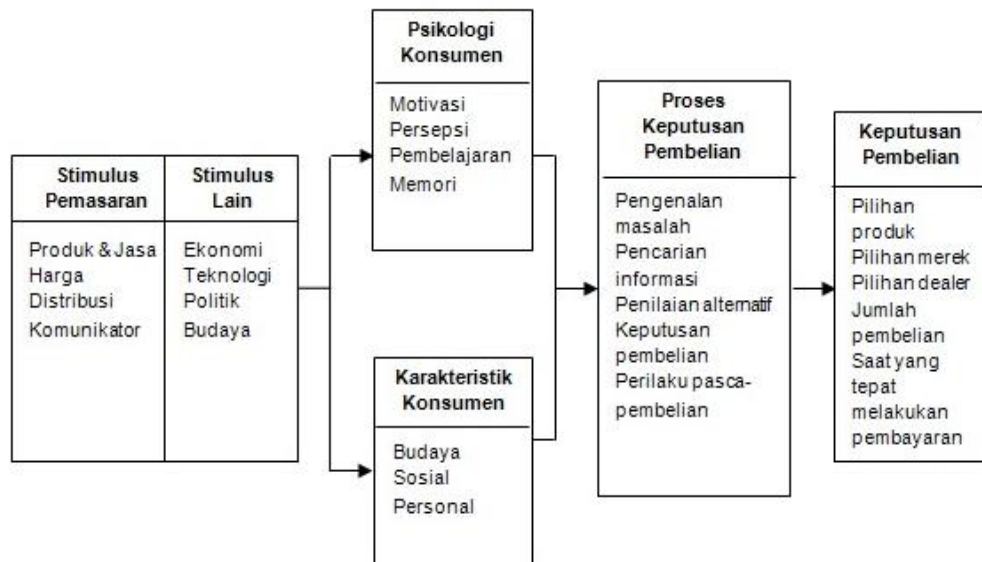 Stimulus
Pemasaran
Produk & Jasa
Harga
Distribusi
Komunikator
Stimulus
Lain
Ekonomi
Teknologi
Politik
Budaya
Psikologi
Konsumen
Motivasi
Persepsi
Pembelajaran
Memori
Karakteristik
Konsumen
Budaya
Sosial
Personal
Proses
Keputusan
Pembelian
Pengenalan
masalah
Pencarian
informasi
Penilaian alternatif
Keputusan
pembelian
Perilaku pasca-
pembelian
Keputusan
Pembelian
Pilihan
produk
Pilihan merek
Pilihan dealer
Jumlah
pembelian
Saat yang
tepat
melakukan
pembayaran